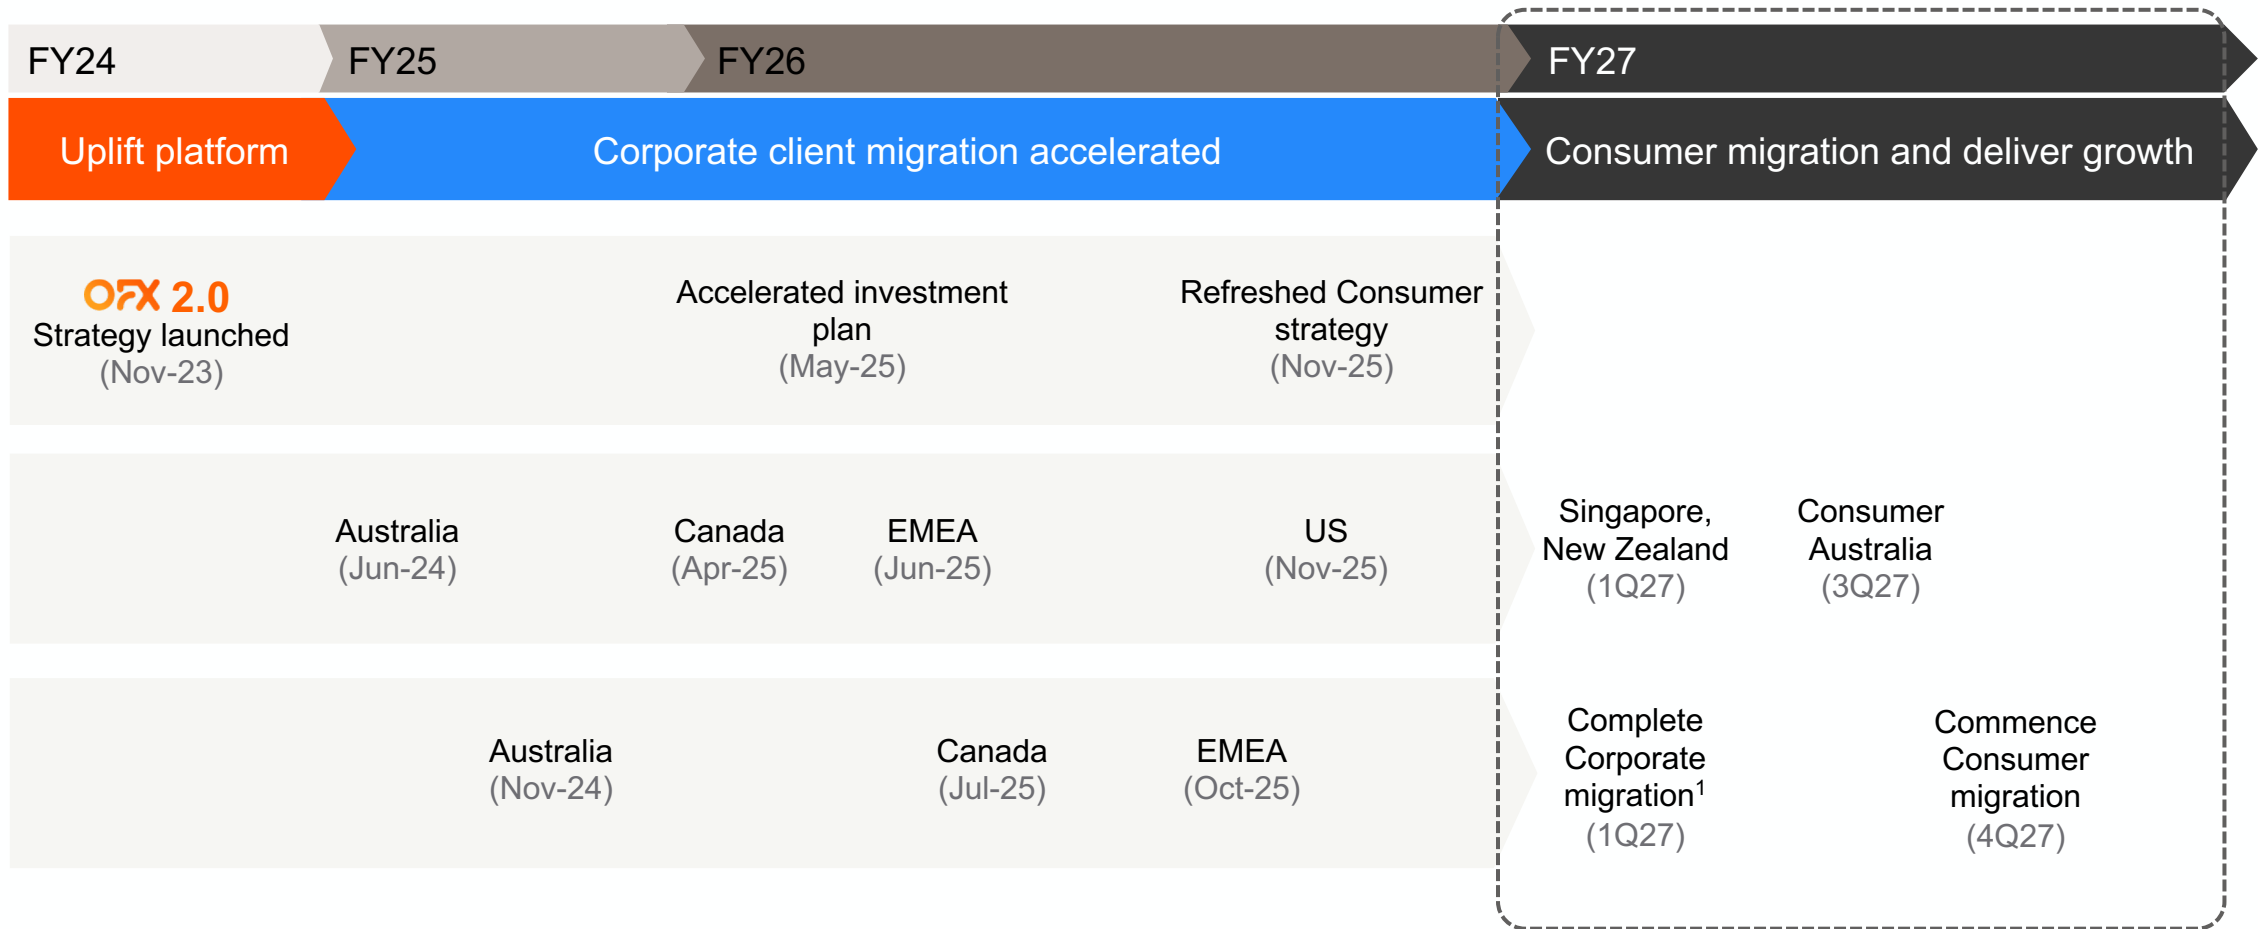 FY24
FY25
FY26
FY27
Uplift platform
Corporate client migration accelerated
Consumer migration and deliver growth
OFX 2.0
Strategy launched
(Nov-23)
Accelerated investment
plan
(May-25)
Refreshed Consumer
strategy
(Nov-25)
Australia
(Jun-24)
Canada
(Apr-25)
EMEA
(Jun-25)
US
(Nov-25)
Singapore,
New Zealand
(1Q27)
Consumer
Australia
(3Q27)
Australia
(Nov-24)
Canada
(Jul-25)
EMEA
(Oct-25)
Complete
Corporate
migration¹
(1Q27)
Commence
Consumer
migration
(4Q27)